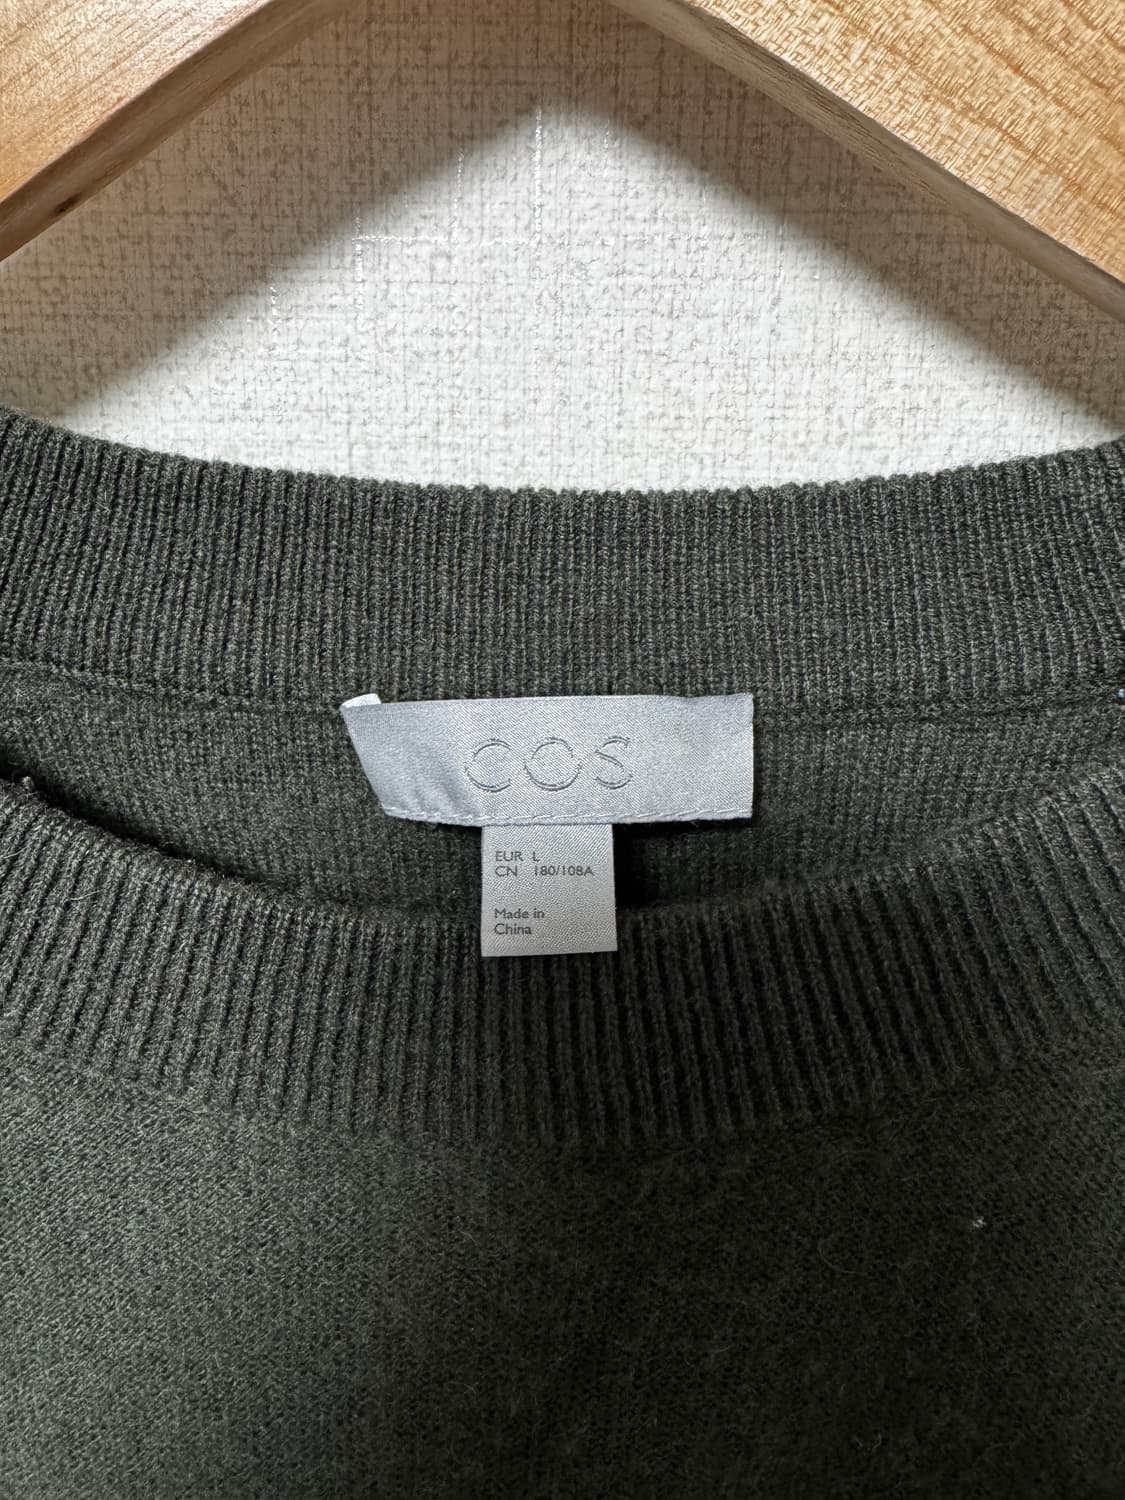 COS
EUR L
CN 180/108A
Made in
China